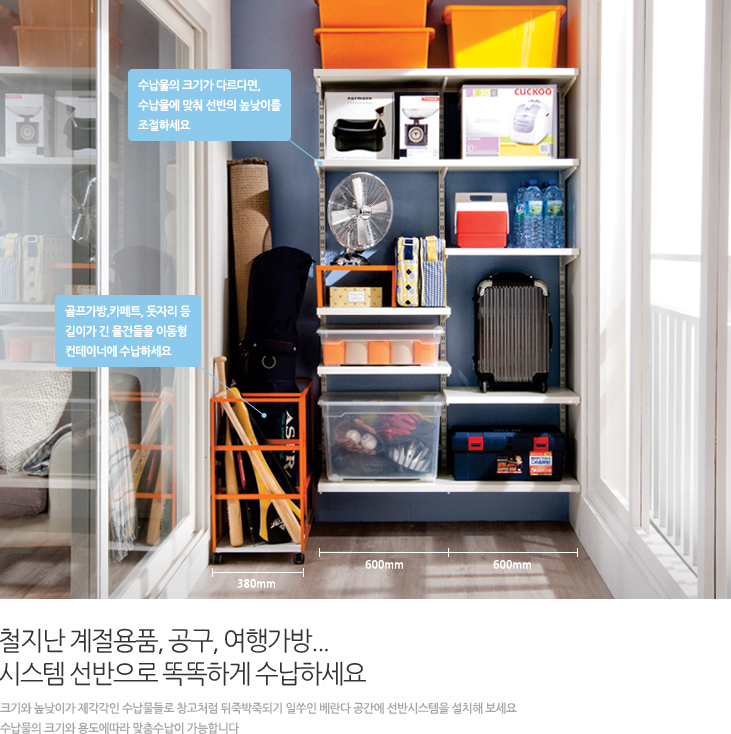 수납물의 크기가 다르다면,
수납물에 맞춰 선반의 높낮이를
조절하세요
normann
CUCKOO
골프가방,카페트, 돗자리 등
길이가 긴 물건들을 이동형
컨테이너에 수납하세요
600mm
600mm
380mm
철지난 계절용품, 공구, 여행가방...
시스템 선반으로 똑똑하게 수납하세요
크기와 높낮이가 제각각인 수납물들로 창고처럼 뒤죽박죽되기 일쑤인 베란다 공간에 선반시스템을 설치해 보세요
수납물의 크기와 용도에따라 맞춤수납이 가능합니다